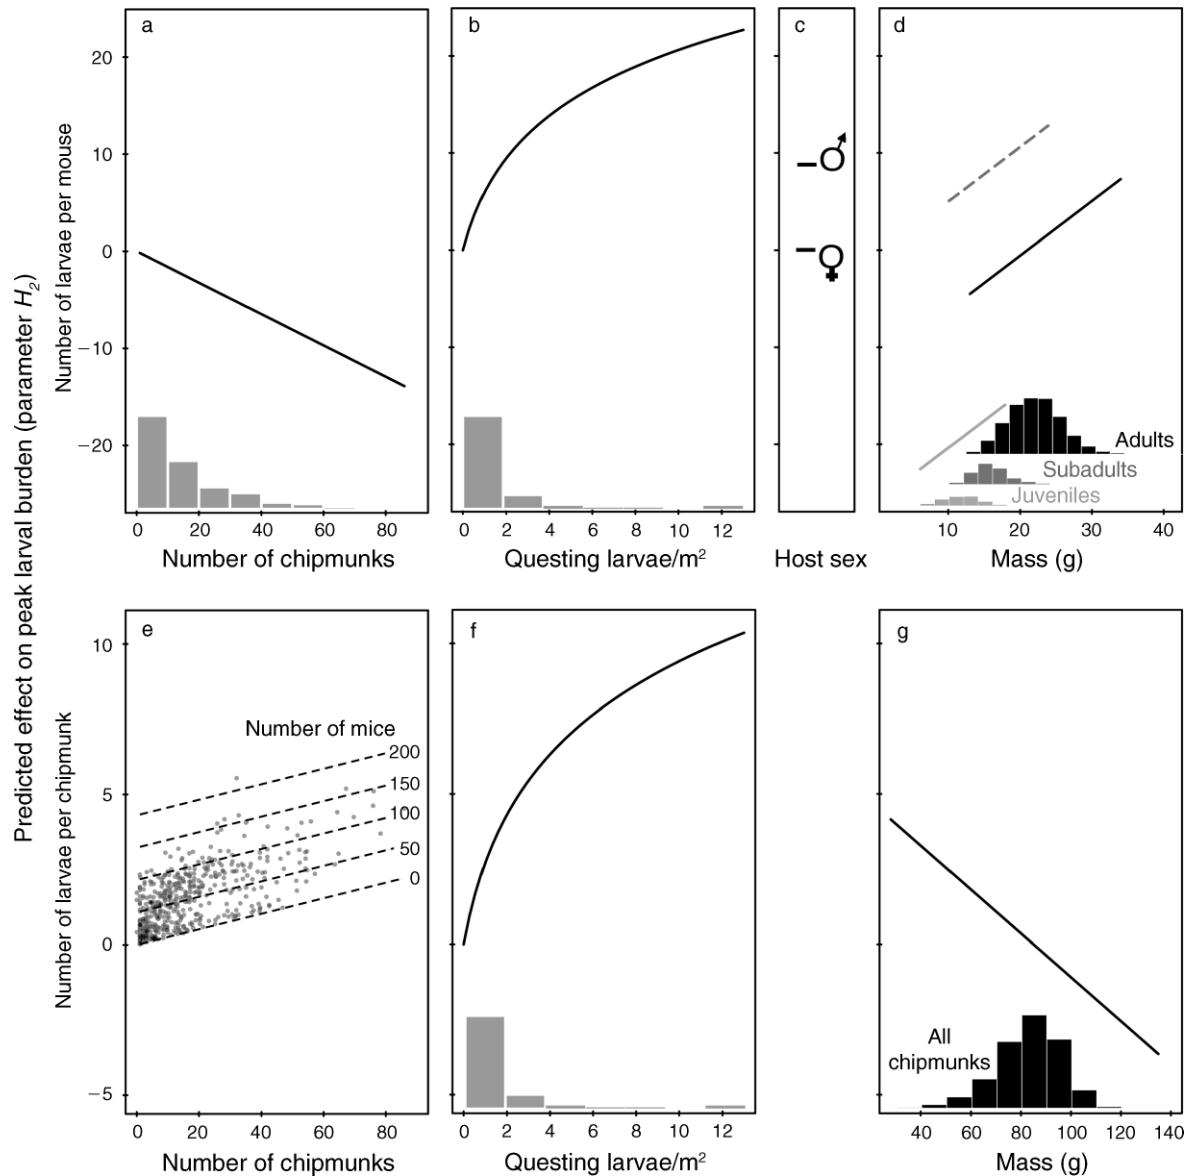 Predicted effect on peak larval burden (parameter H₂)
Number of larvae per mouse
a
20
10
0
−10
−20
0 20 40 60 80
Number of chipmunks
b
0 2 4 6 8 10 12
Questing larvae/m²
c
♂
♀
Host sex
d
Adults
Subadults
Juveniles
10 20 30 40
Mass (g)
Number of larvae per chipmunk
e
10
5
0
−5
Number of mice
200
150
100
50
0
0 20 40 60 80
Number of chipmunks
f
0 2 4 6 8 10 12
Questing larvae/m²
g
All
chipmunks
40 60 80 100 120 140
Mass (g)